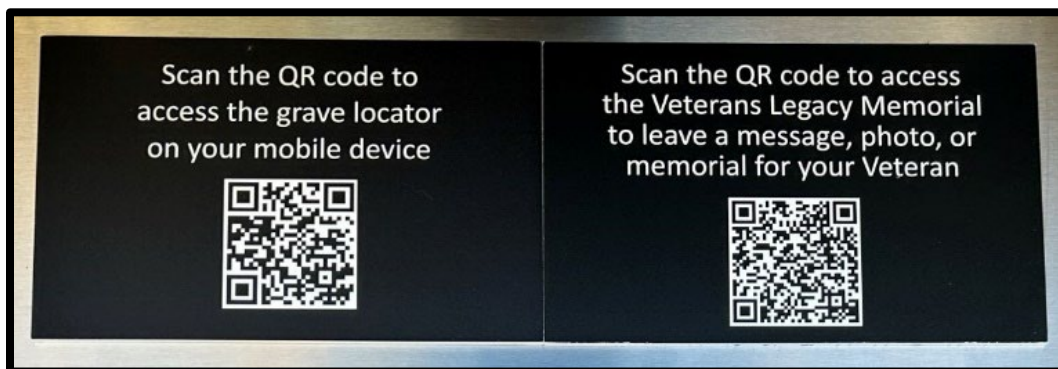 Scan the QR code to
access the grave locator
on your mobile device
Scan the QR code to access
the Veterans Legacy Memorial
to leave a message, photo, or
memorial for your Veteran